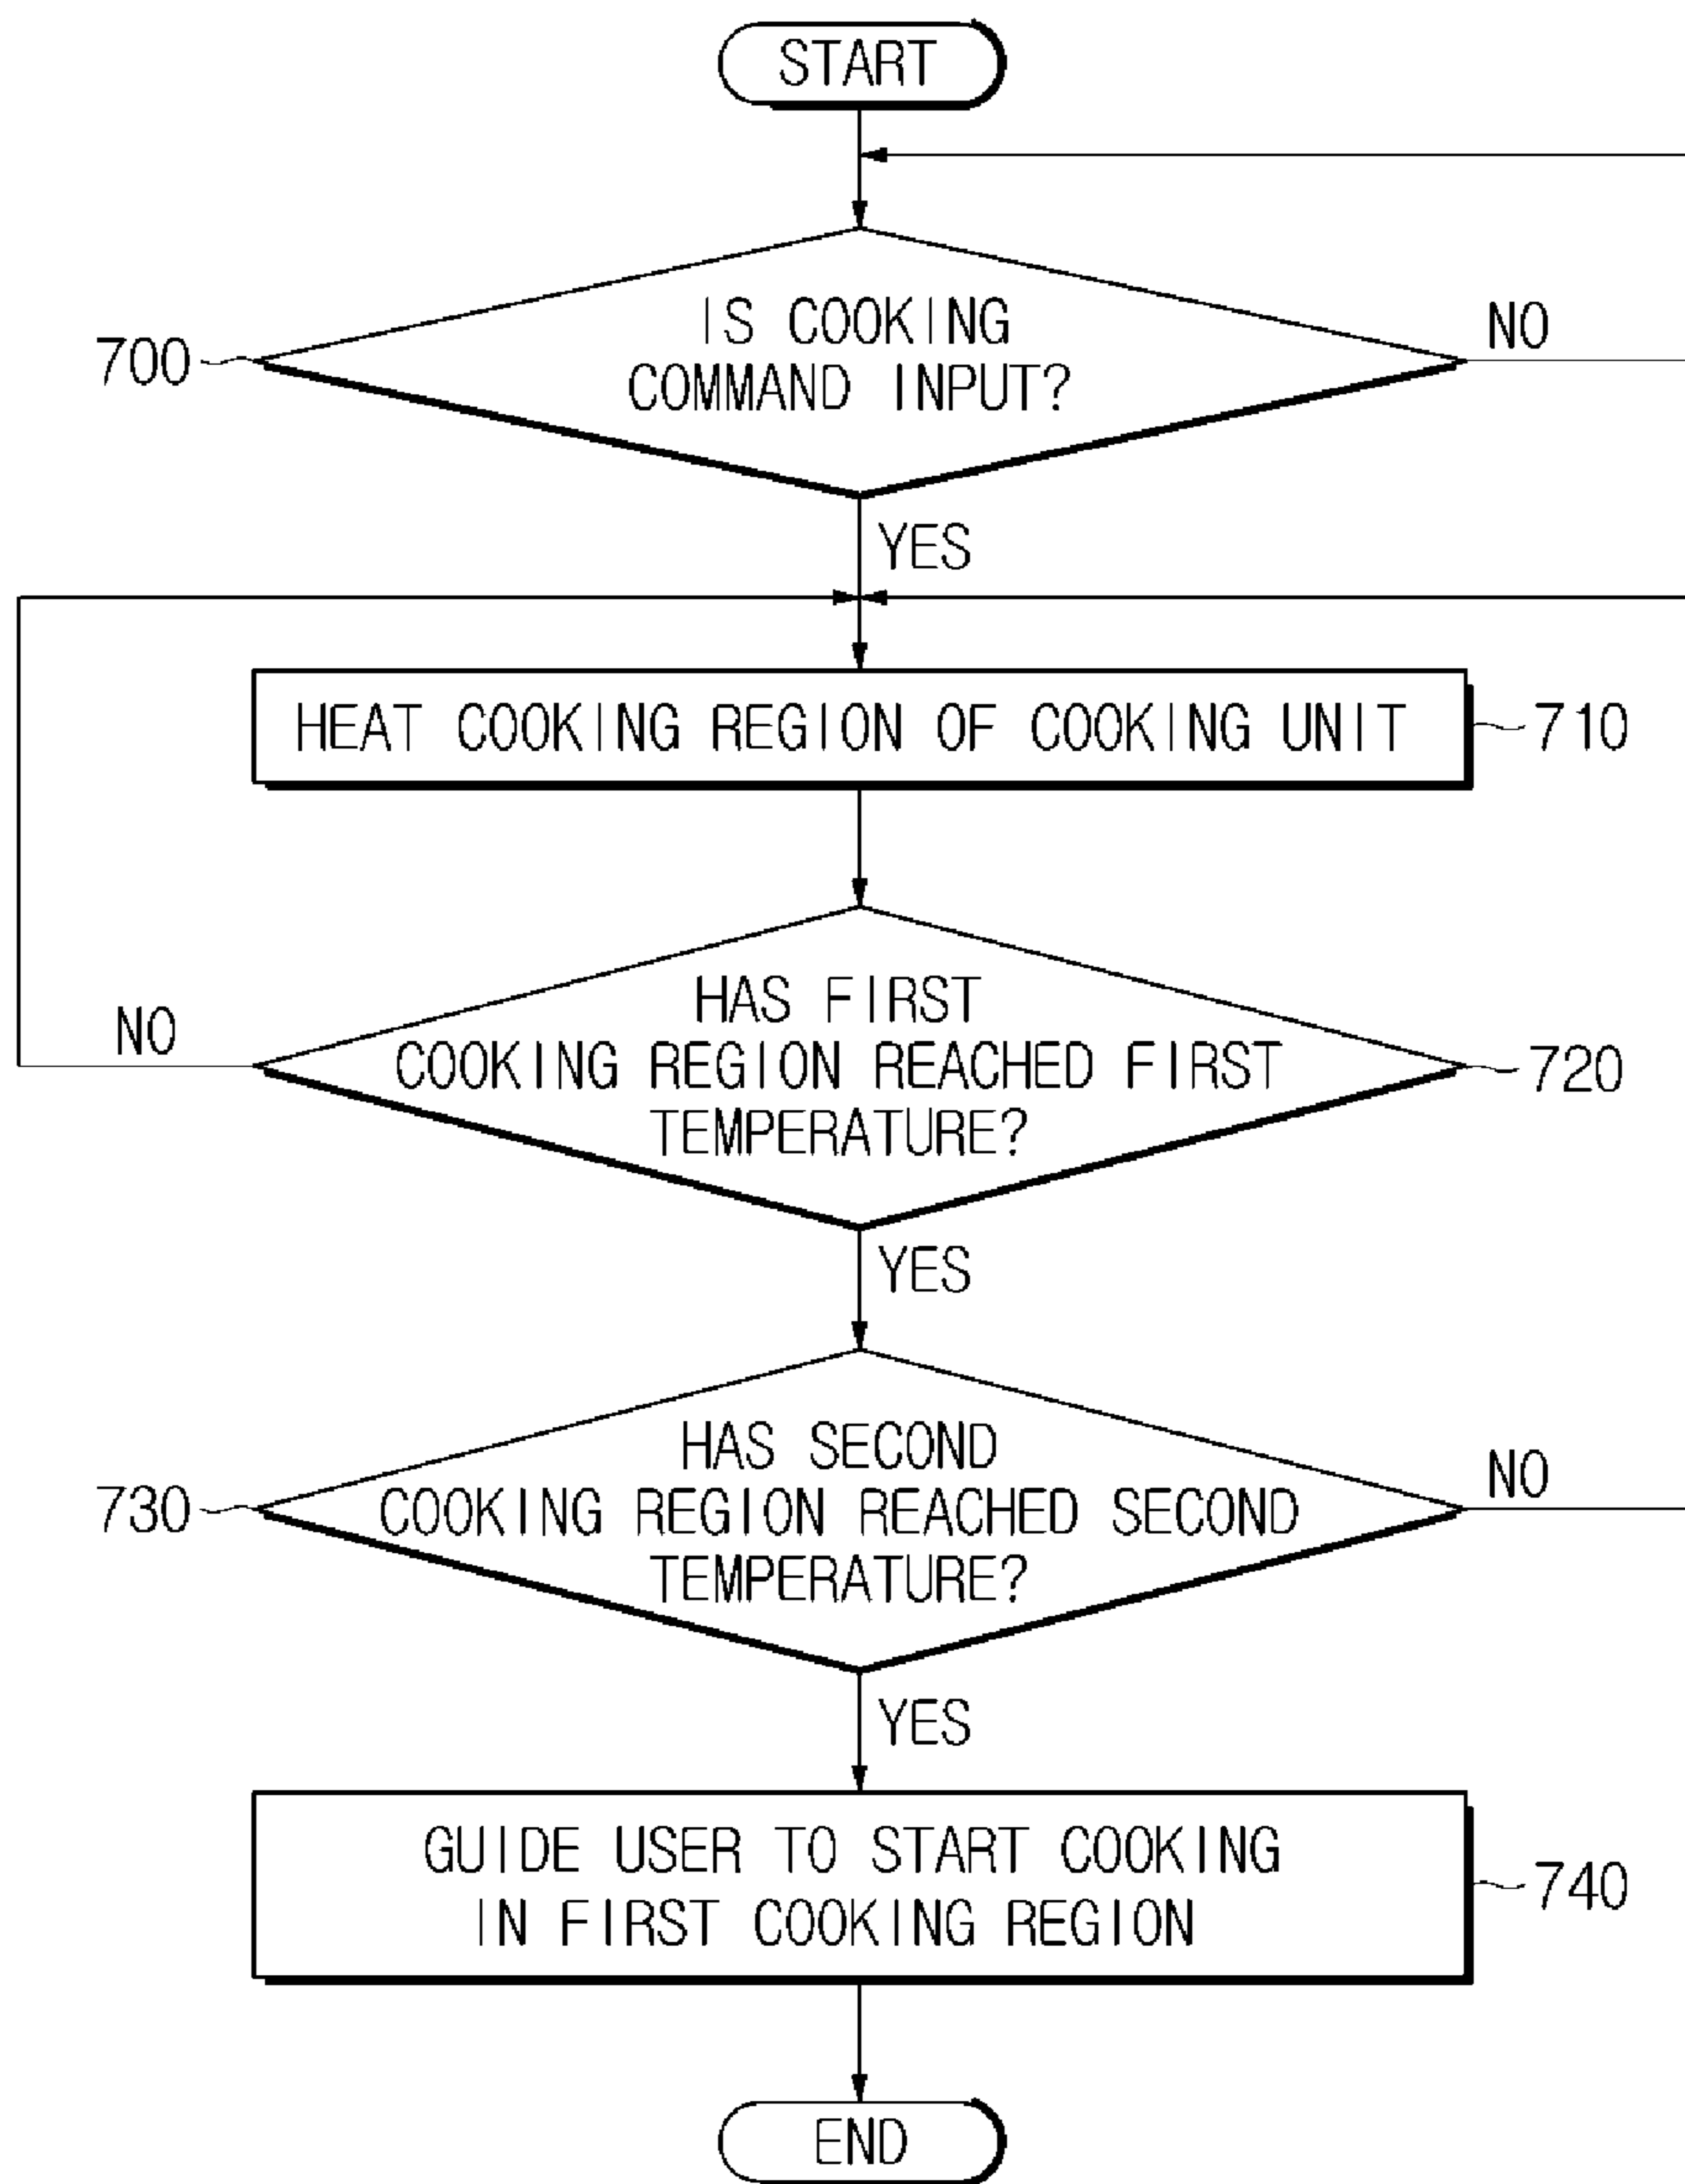 START
IS COOKING
COMMAND INPUT?
700
NO
YES
HEAT COOKING REGION OF COOKING UNIT
710
HAS FIRST
COOKING REGION REACHED FIRST
TEMPERATURE?
NO
720
YES
HAS SECOND
COOKING REGION REACHED SECOND
TEMPERATURE?
730
NO
YES
GUIDE USER TO START COOKING
IN FIRST COOKING REGION
740
END